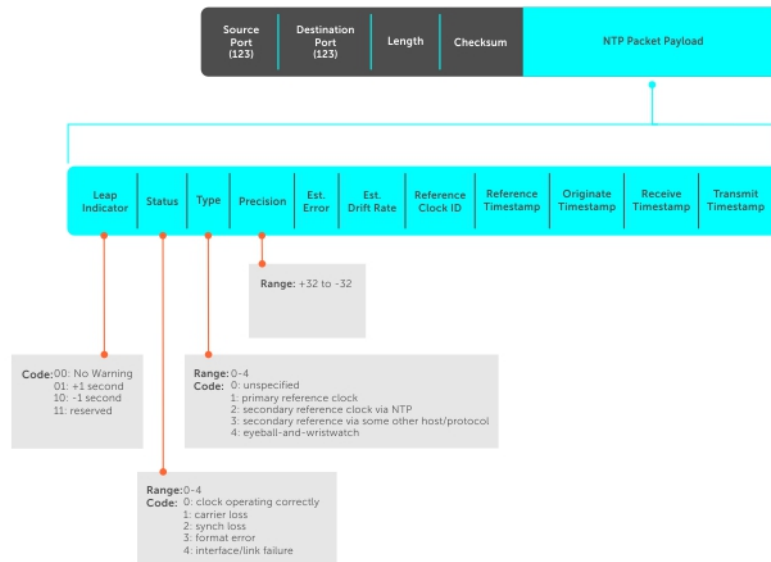 Source
Port
(123)
Destination
Port
(123)
Length
Checksum
NTP Packet Payload
Leap
Indicator
Status
Type
Precision
Est.
Error
Est.
Drift Rate
Reference
Clock ID
Reference
Timestamp
Originate
Timestamp
Receive
Timestamp
Transmit
Timestamp
Range: +32 to -32
Code: 00: No Warning
01: +1 second
10: -1 second
11: reserved
Range: 0-4
Code: 0: unspecified
1: primary reference clock
2: secondary reference clock via NTP
3: secondary reference via some other host/protocol
4: eyeball-and-wristwatch
Range: 0-4
Code: 0: clock operating correctly
1: carrier loss
2: synch loss
3: format error
4: interface/link failure